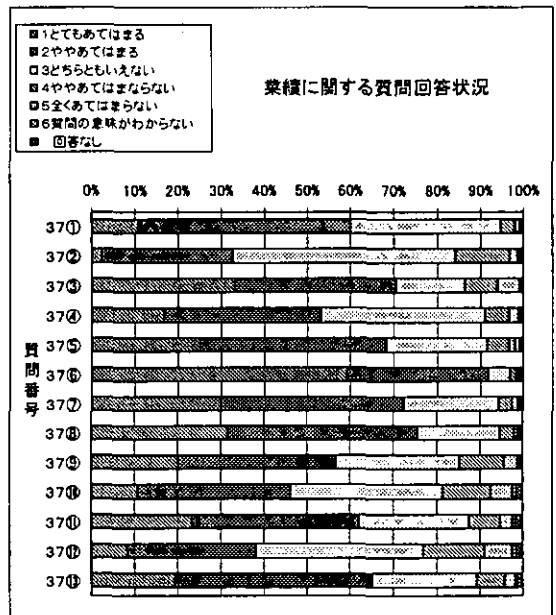 1とてもあてはまる
2ややあてはまる
3どちらともいえない
4ややあてはまならない
5全くあてはまらない
6質問の意味がわからない
回答なし
業績に関する質問回答状況
0% 10% 20% 30% 40% 50% 60% 70% 80% 90% 100%
質問番号
37①
37②
37③
37④
37⑤
37⑥
37⑦
37⑧
37⑨
37⑩
37⑪
37⑫
37⑬